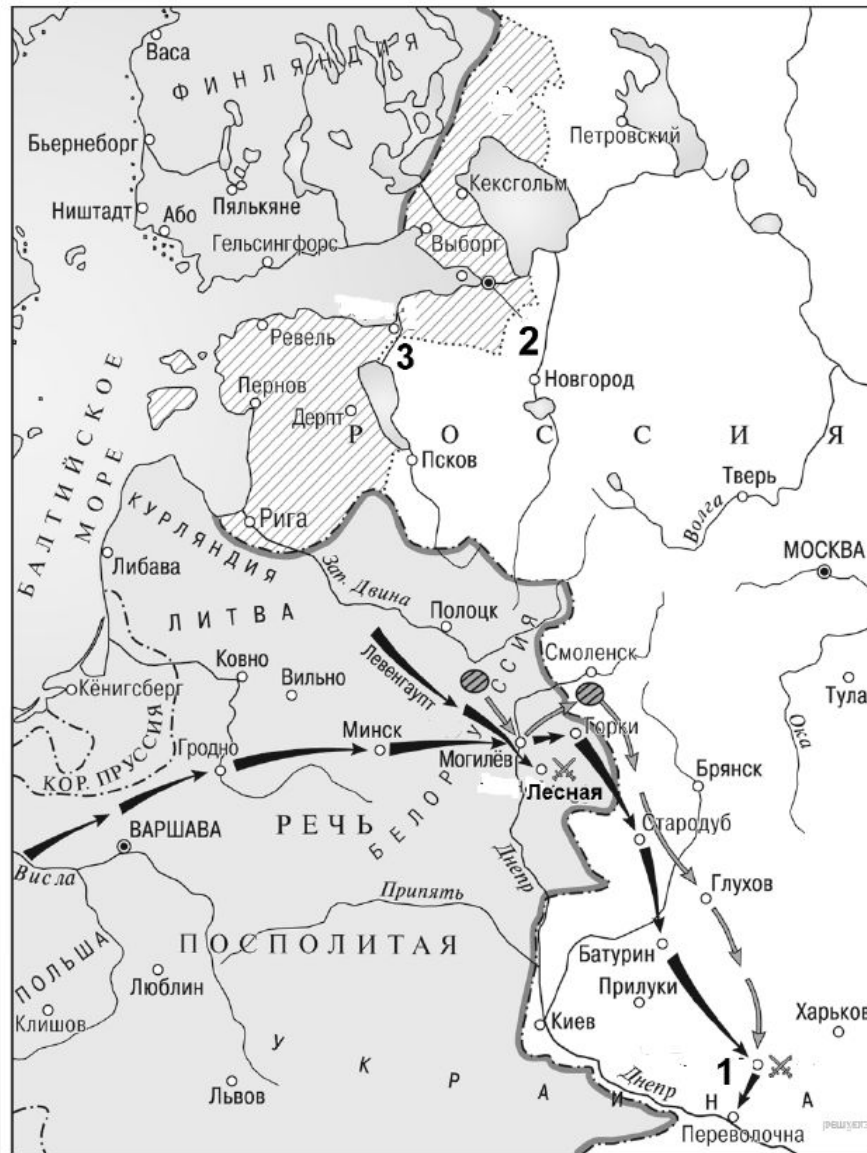 Васа
ФИНЛЯНДИЯ
Петровский
Бьернеборг
Кексгольм
Пялькяне
Ништадт
Або
Гельсингфорс
Выборг
2
3
Ревель
Новгород
Пернов
Дерпт
РОССИЯ
Псков
Тверь
Волга
БАЛТИЙСКОЕ
МОРЕ
Рига
КУРЛЯНДИЯ
Либава
МОСКВА
Зап. Двина
ЛИТВА
Полоцк
Смоленск
Ковно
Вильно
Левенгаупт
Кёнигсберг
Тула
Ока
Минск
Горки
Гродно
Могилёв
КОР. ПРУССИЯ
БЕЛОРУССИЯ
Брянск
Лесная
РЕЧЬ
ВАРШАВА
Стародуб
Висла
Днепр
Глухов
Припять
ПОСПОЛИТАЯ
Батурин
ПОЛЬША
Люблин
Прилуки
Клишов
Харьков
Киев
1
Днепр
УКРАИНА
Львов
Переволочна